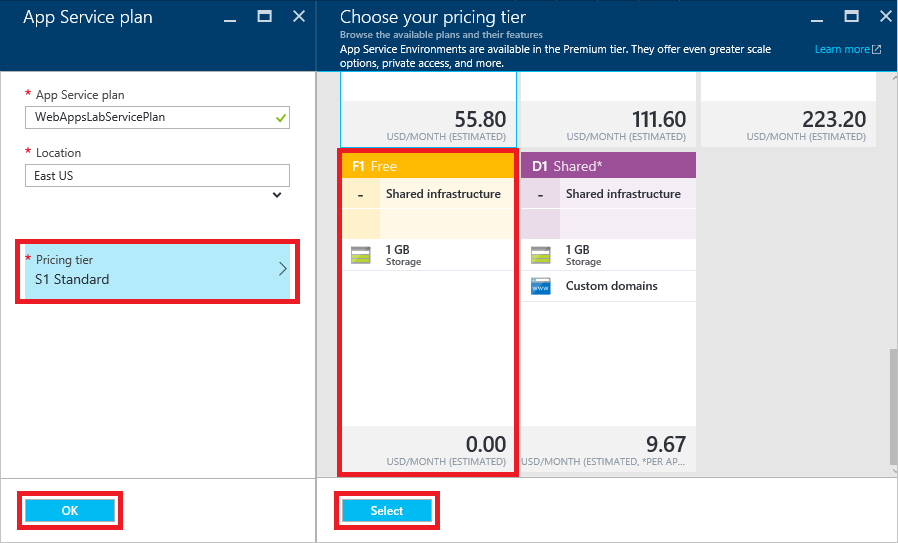 App Service plan
* App Service plan
WebAppsLabServicePlan
* Location
East US
* Pricing tier
S1 Standard
OK
Choose your pricing tier
Browse the available plans and their features
App Service Environments are available in the Premium tier. They offer even greater scale
options, private access, and more.
Learn more
55.80
USD/MONTH (ESTIMATED)
111.60
USD/MONTH (ESTIMATED)
223.20
USD/MONTH (ESTIMATED)
F1 Free
- Shared infrastructure
1 GB
Storage
0.00
USD/MONTH (ESTIMATED)
D1 Shared*
- Shared infrastructure
1 GB
Storage
www
Custom domains
9.67
USD/MONTH (ESTIMATED, *PER AP...
Select